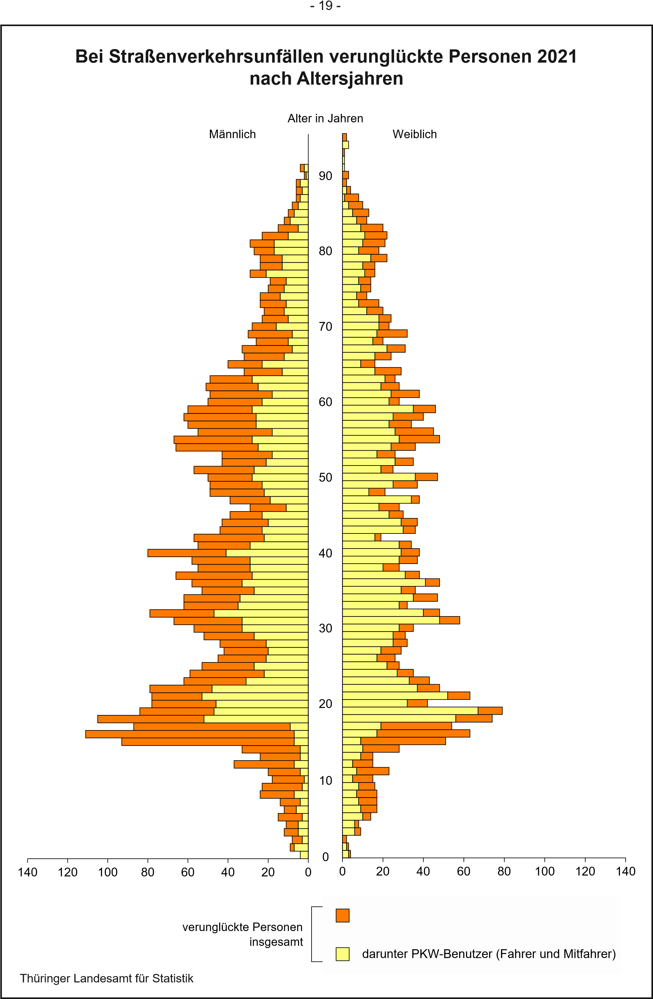 - 19 -
Bei Straßenverkehrsunfällen verunglückte Personen 2021
nach Altersjahren
Alter in Jahren
Männlich
Weiblich
90
80
70
60
50
40
30
20
10
0
140 120 100 80 60 40 20 0
0 20 40 60 80 100 120 140
verunglückte Personen
insgesamt
darunter PKW-Benutzer (Fahrer und Mitfahrer)
Thüringer Landesamt für Statistik